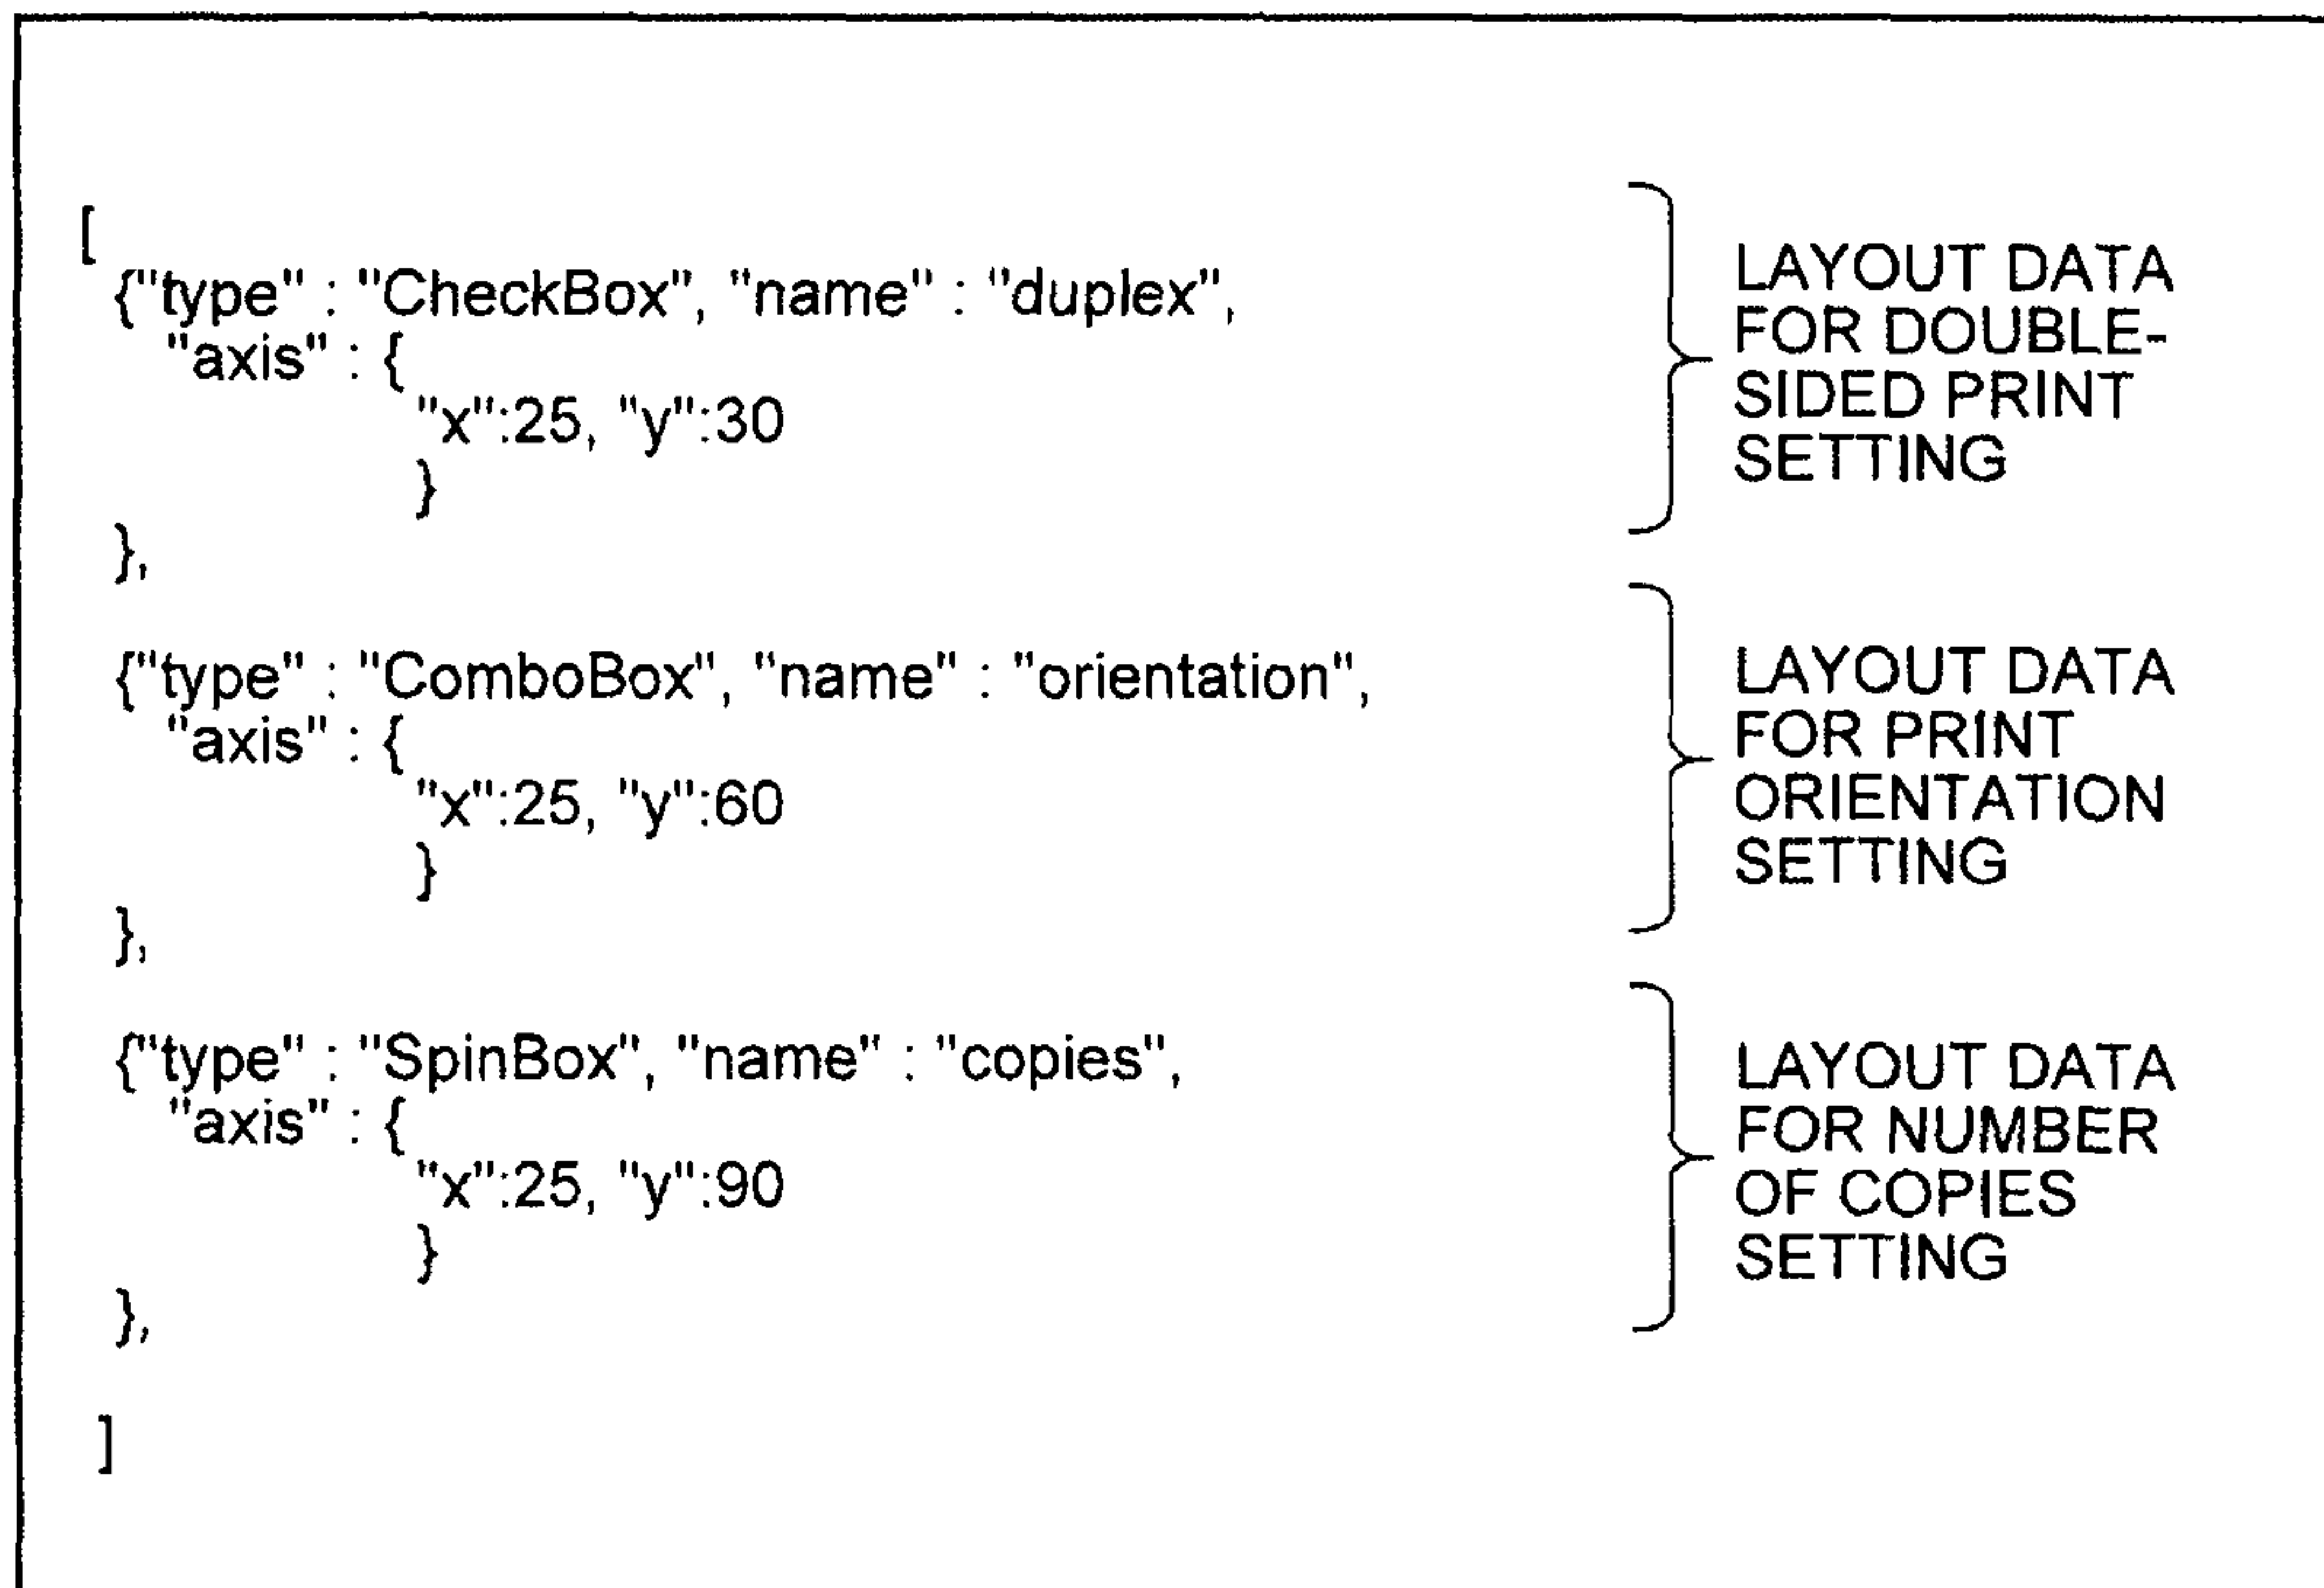 [
{"type" : "CheckBox", "name" : "duplex",
"axis" : {
"x":25, "y":30
}
},
LAYOUT DATA
FOR DOUBLE-
SIDED PRINT
SETTING
{"type" : "ComboBox", "name" : "orientation",
"axis" : {
"x":25, "y":60
}
},
LAYOUT DATA
FOR PRINT
ORIENTATION
SETTING
{"type" : "SpinBox", "name" : "copies",
"axis" : {
"x":25, "y":90
}
},
LAYOUT DATA
FOR NUMBER
OF COPIES
SETTING
]